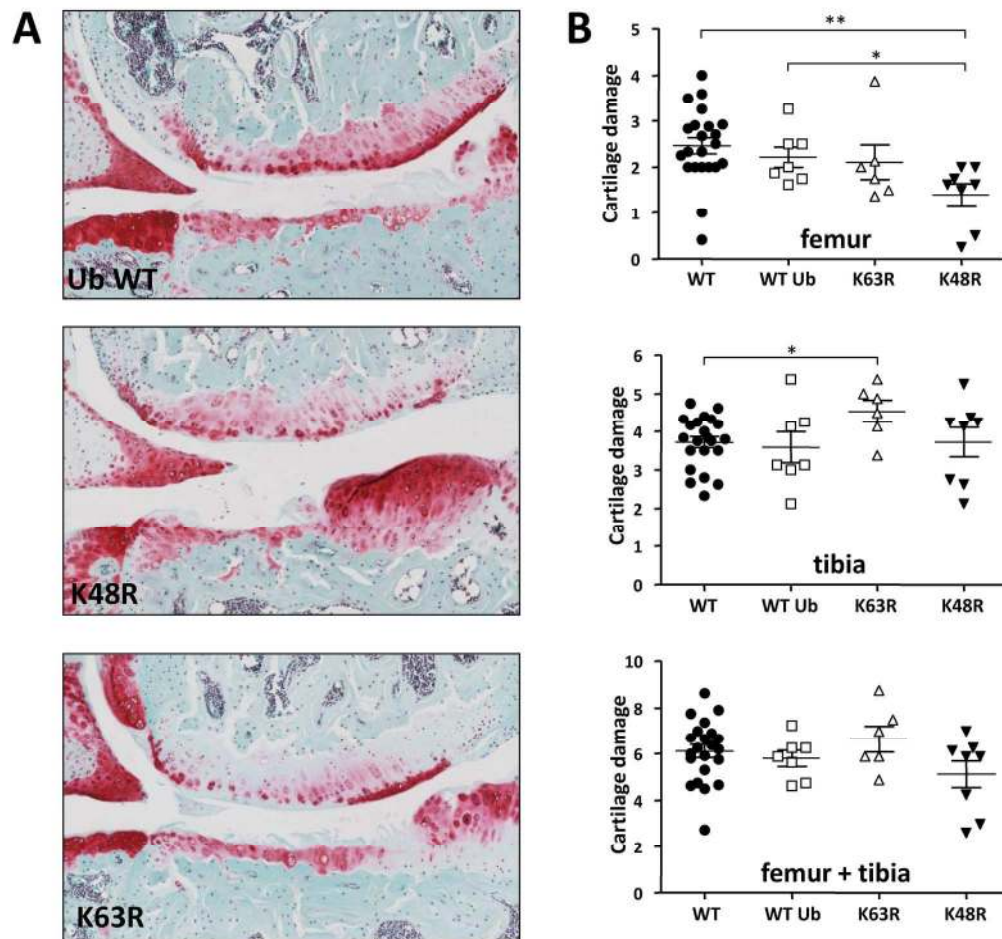 A
Ub WT
K48R
K63R
B
**
*
Cartilage damage
5
4
3
2
1
0
femur
WT WT Ub K63R K48R
*
Cartilage damage
6
5
4
3
2
1
0
tibia
WT WT Ub K63R K48R
Cartilage damage
10
8
6
4
2
0
femur + tibia
WT WT Ub K63R K48R